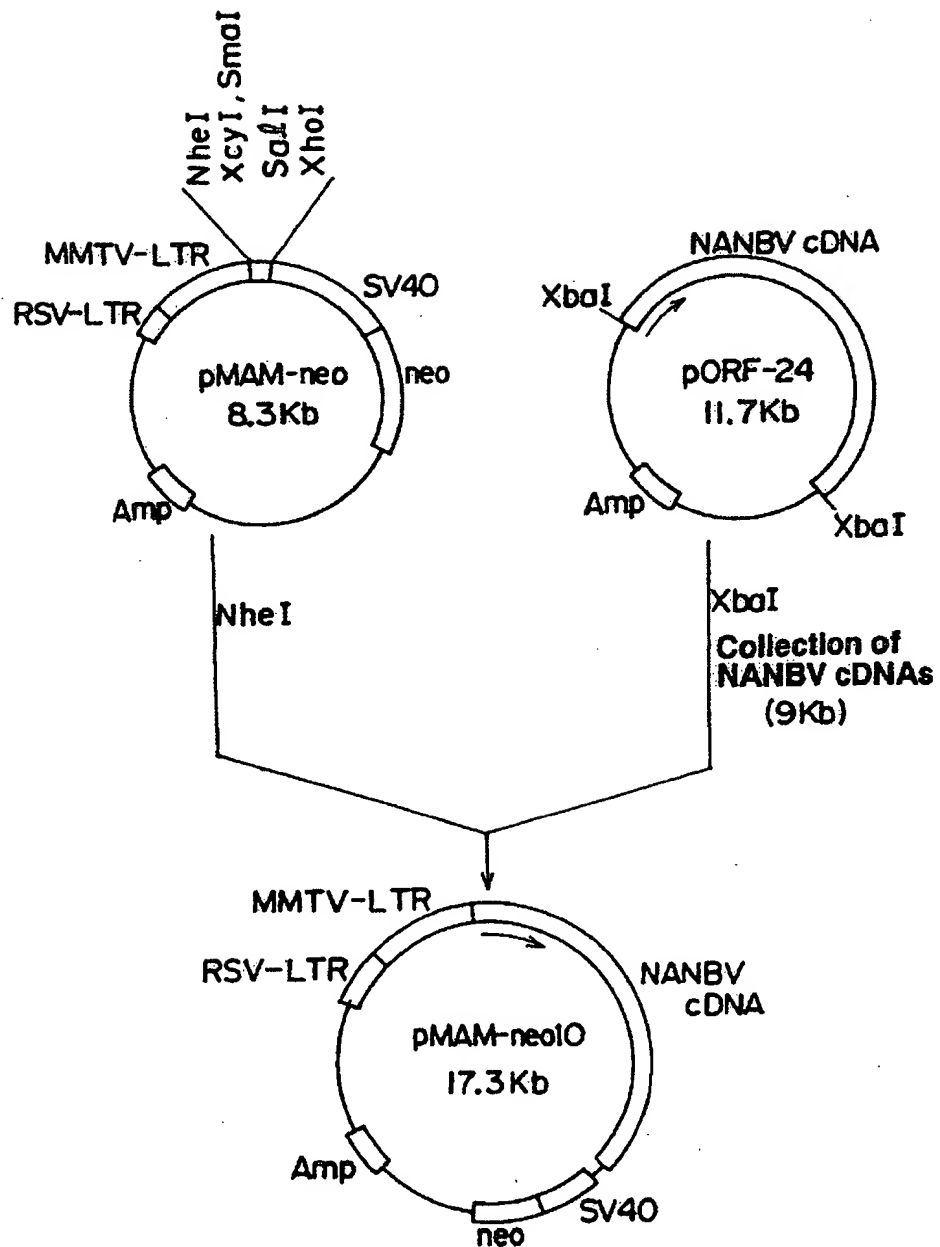 NheI
XcyI, SmaI
SalI
XhoI
MMTV-LTR
RSV-LTR
SV40
neo
pMAM-neo
8.3Kb
Amp
NANBV cDNA
XbaI
pORF-24
11.7Kb
Amp
XbaI
NheI
XbaI
Collection of
NANBV cDNAs
(9Kb)
MMTV-LTR
RSV-LTR
NANBV
cDNA
pMAM-neo10
17.3Kb
Amp
neo
SV40